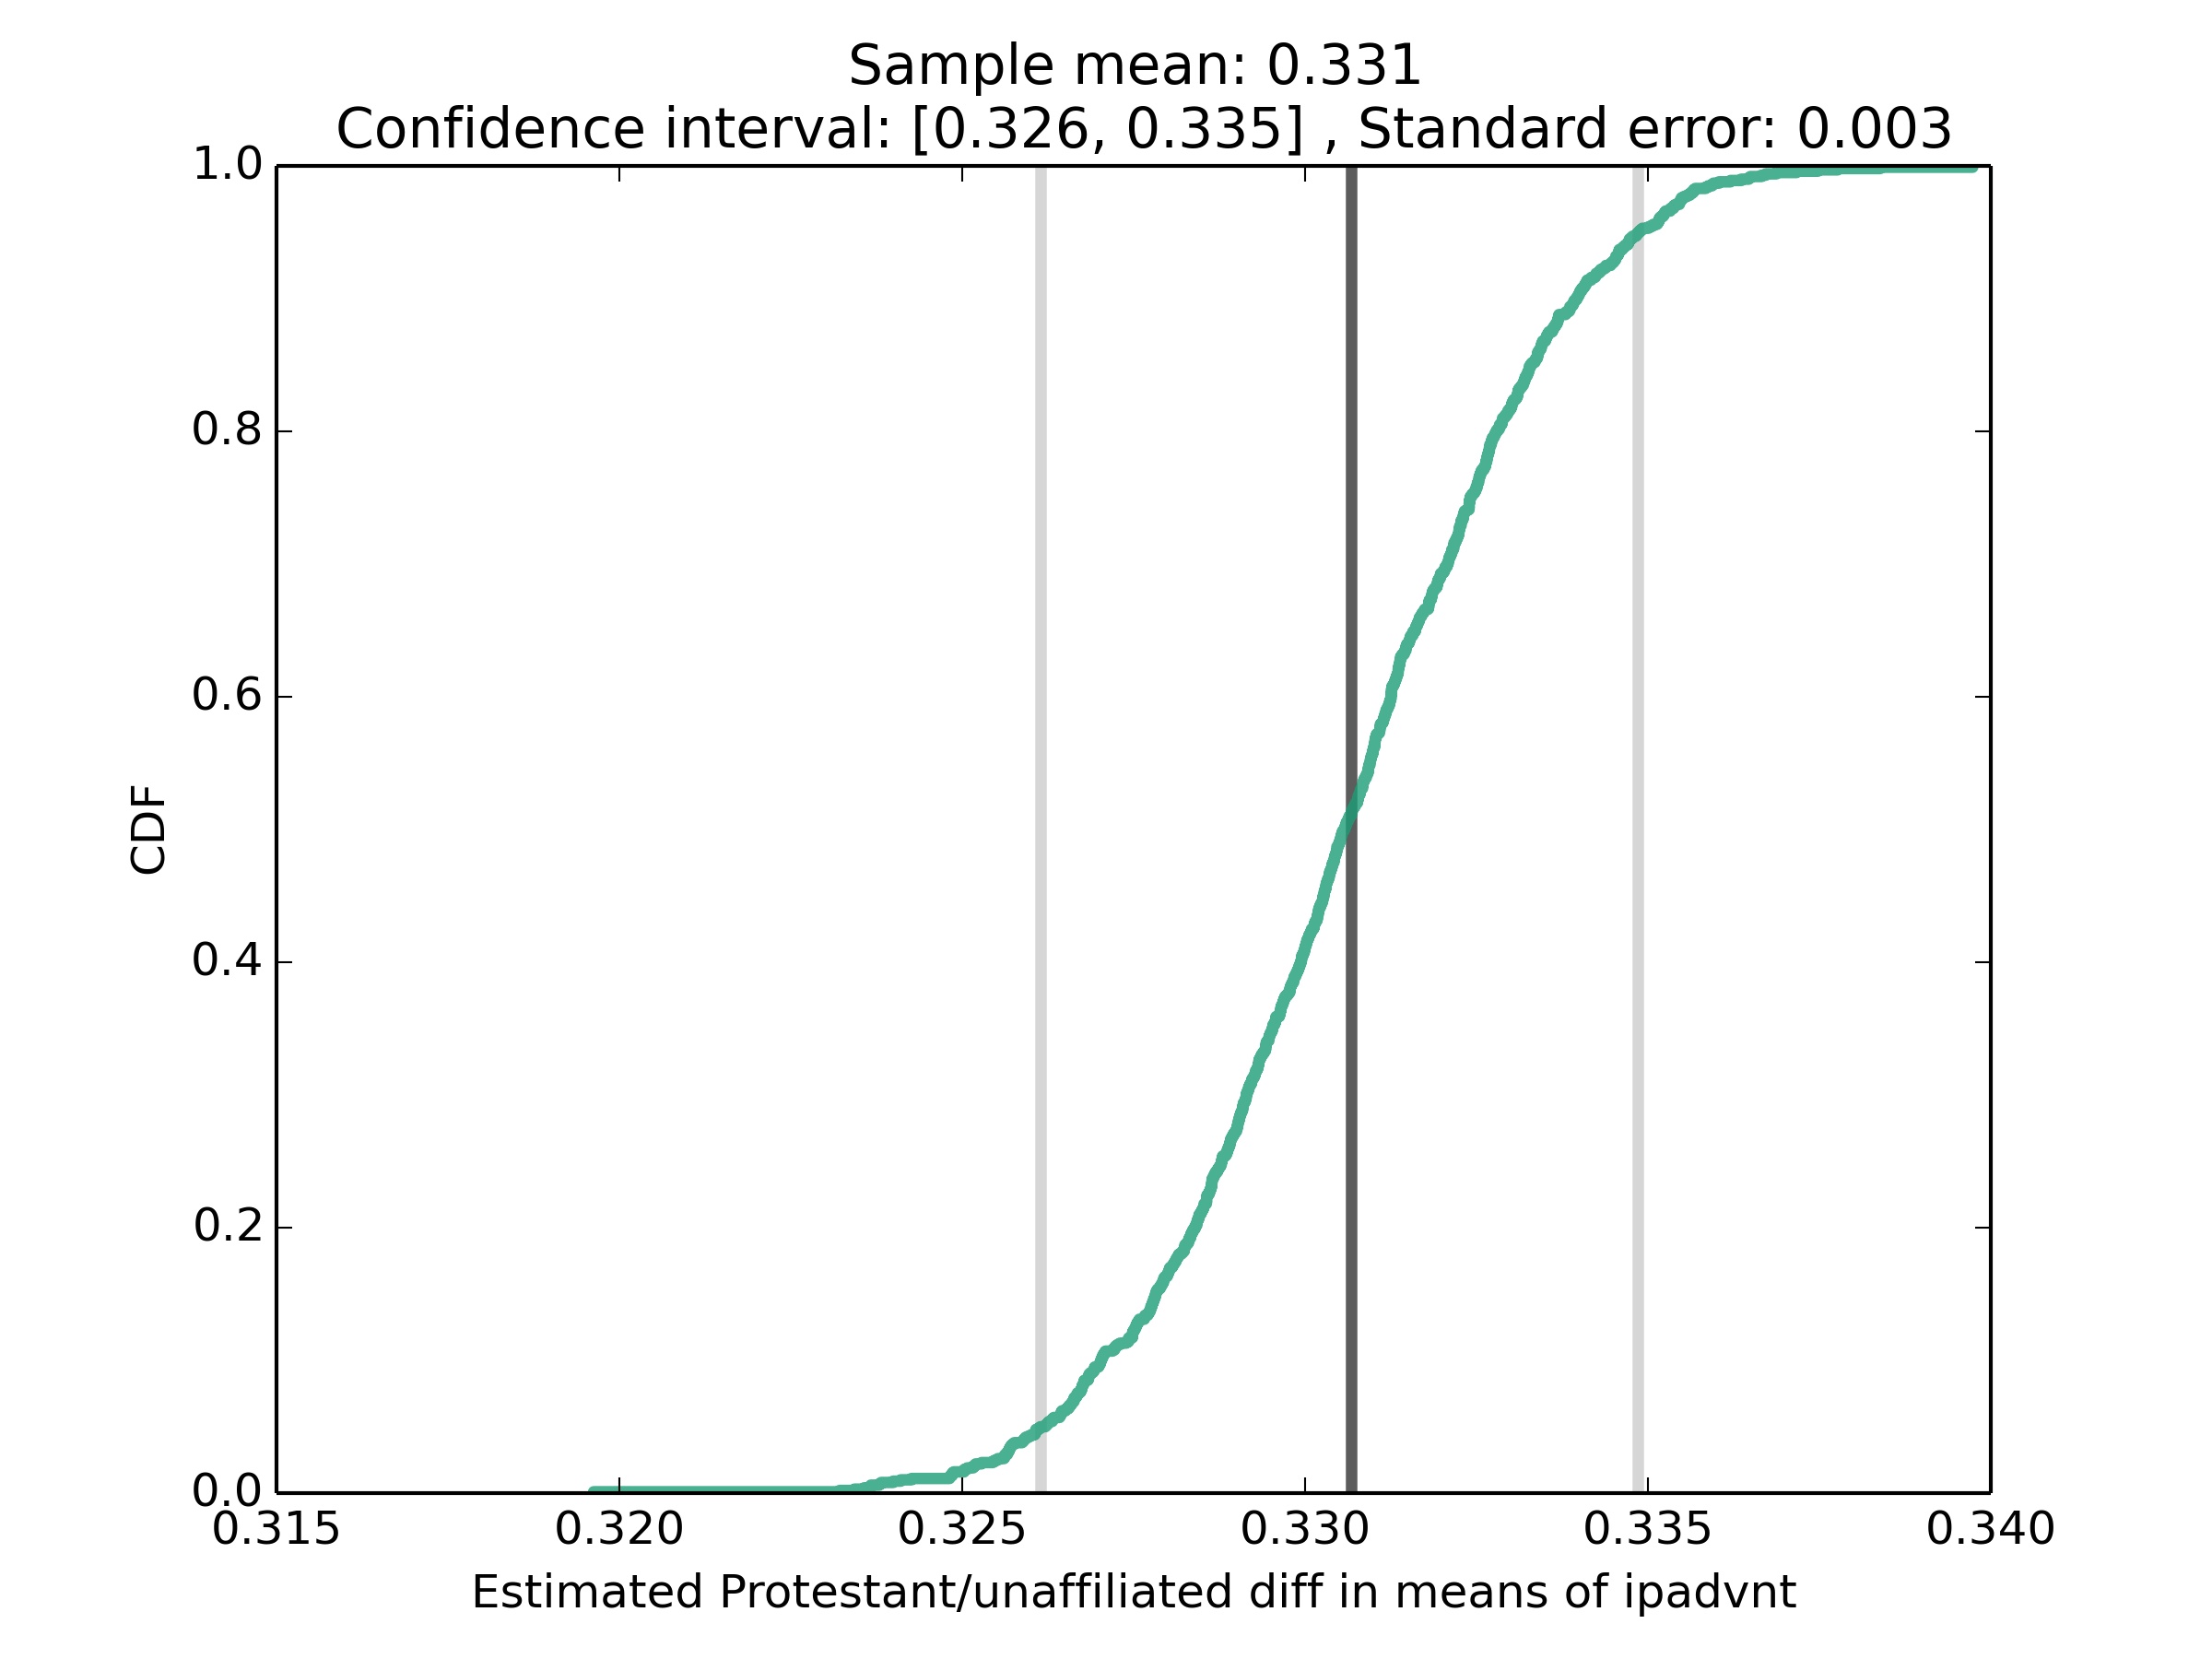 Sample mean: 0.331
Confidence interval: [0.326, 0.335] , Standard error: 0.003
1.0
0.8
0.6
0.4
0.2
0.0
CDF
0.315 0.320 0.325 0.330 0.335 0.340
Estimated Protestant/unaffiliated diff in means of ipadvnt